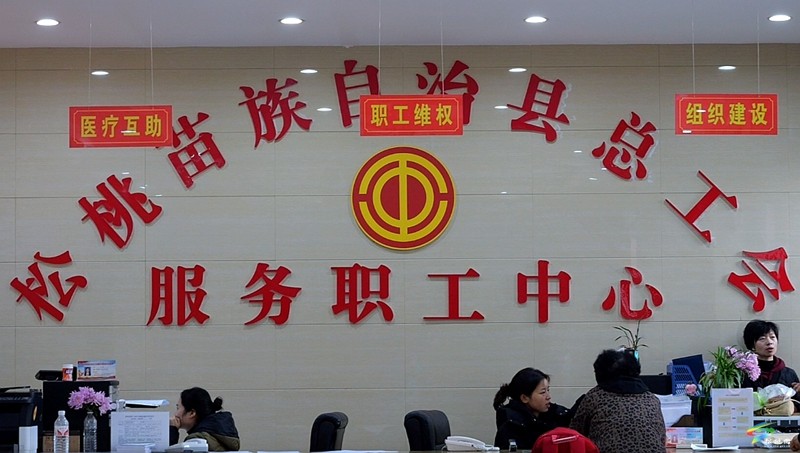 医疗互助
职工维权
组织建设
松桃苗族自治县总工会
服务职工中心